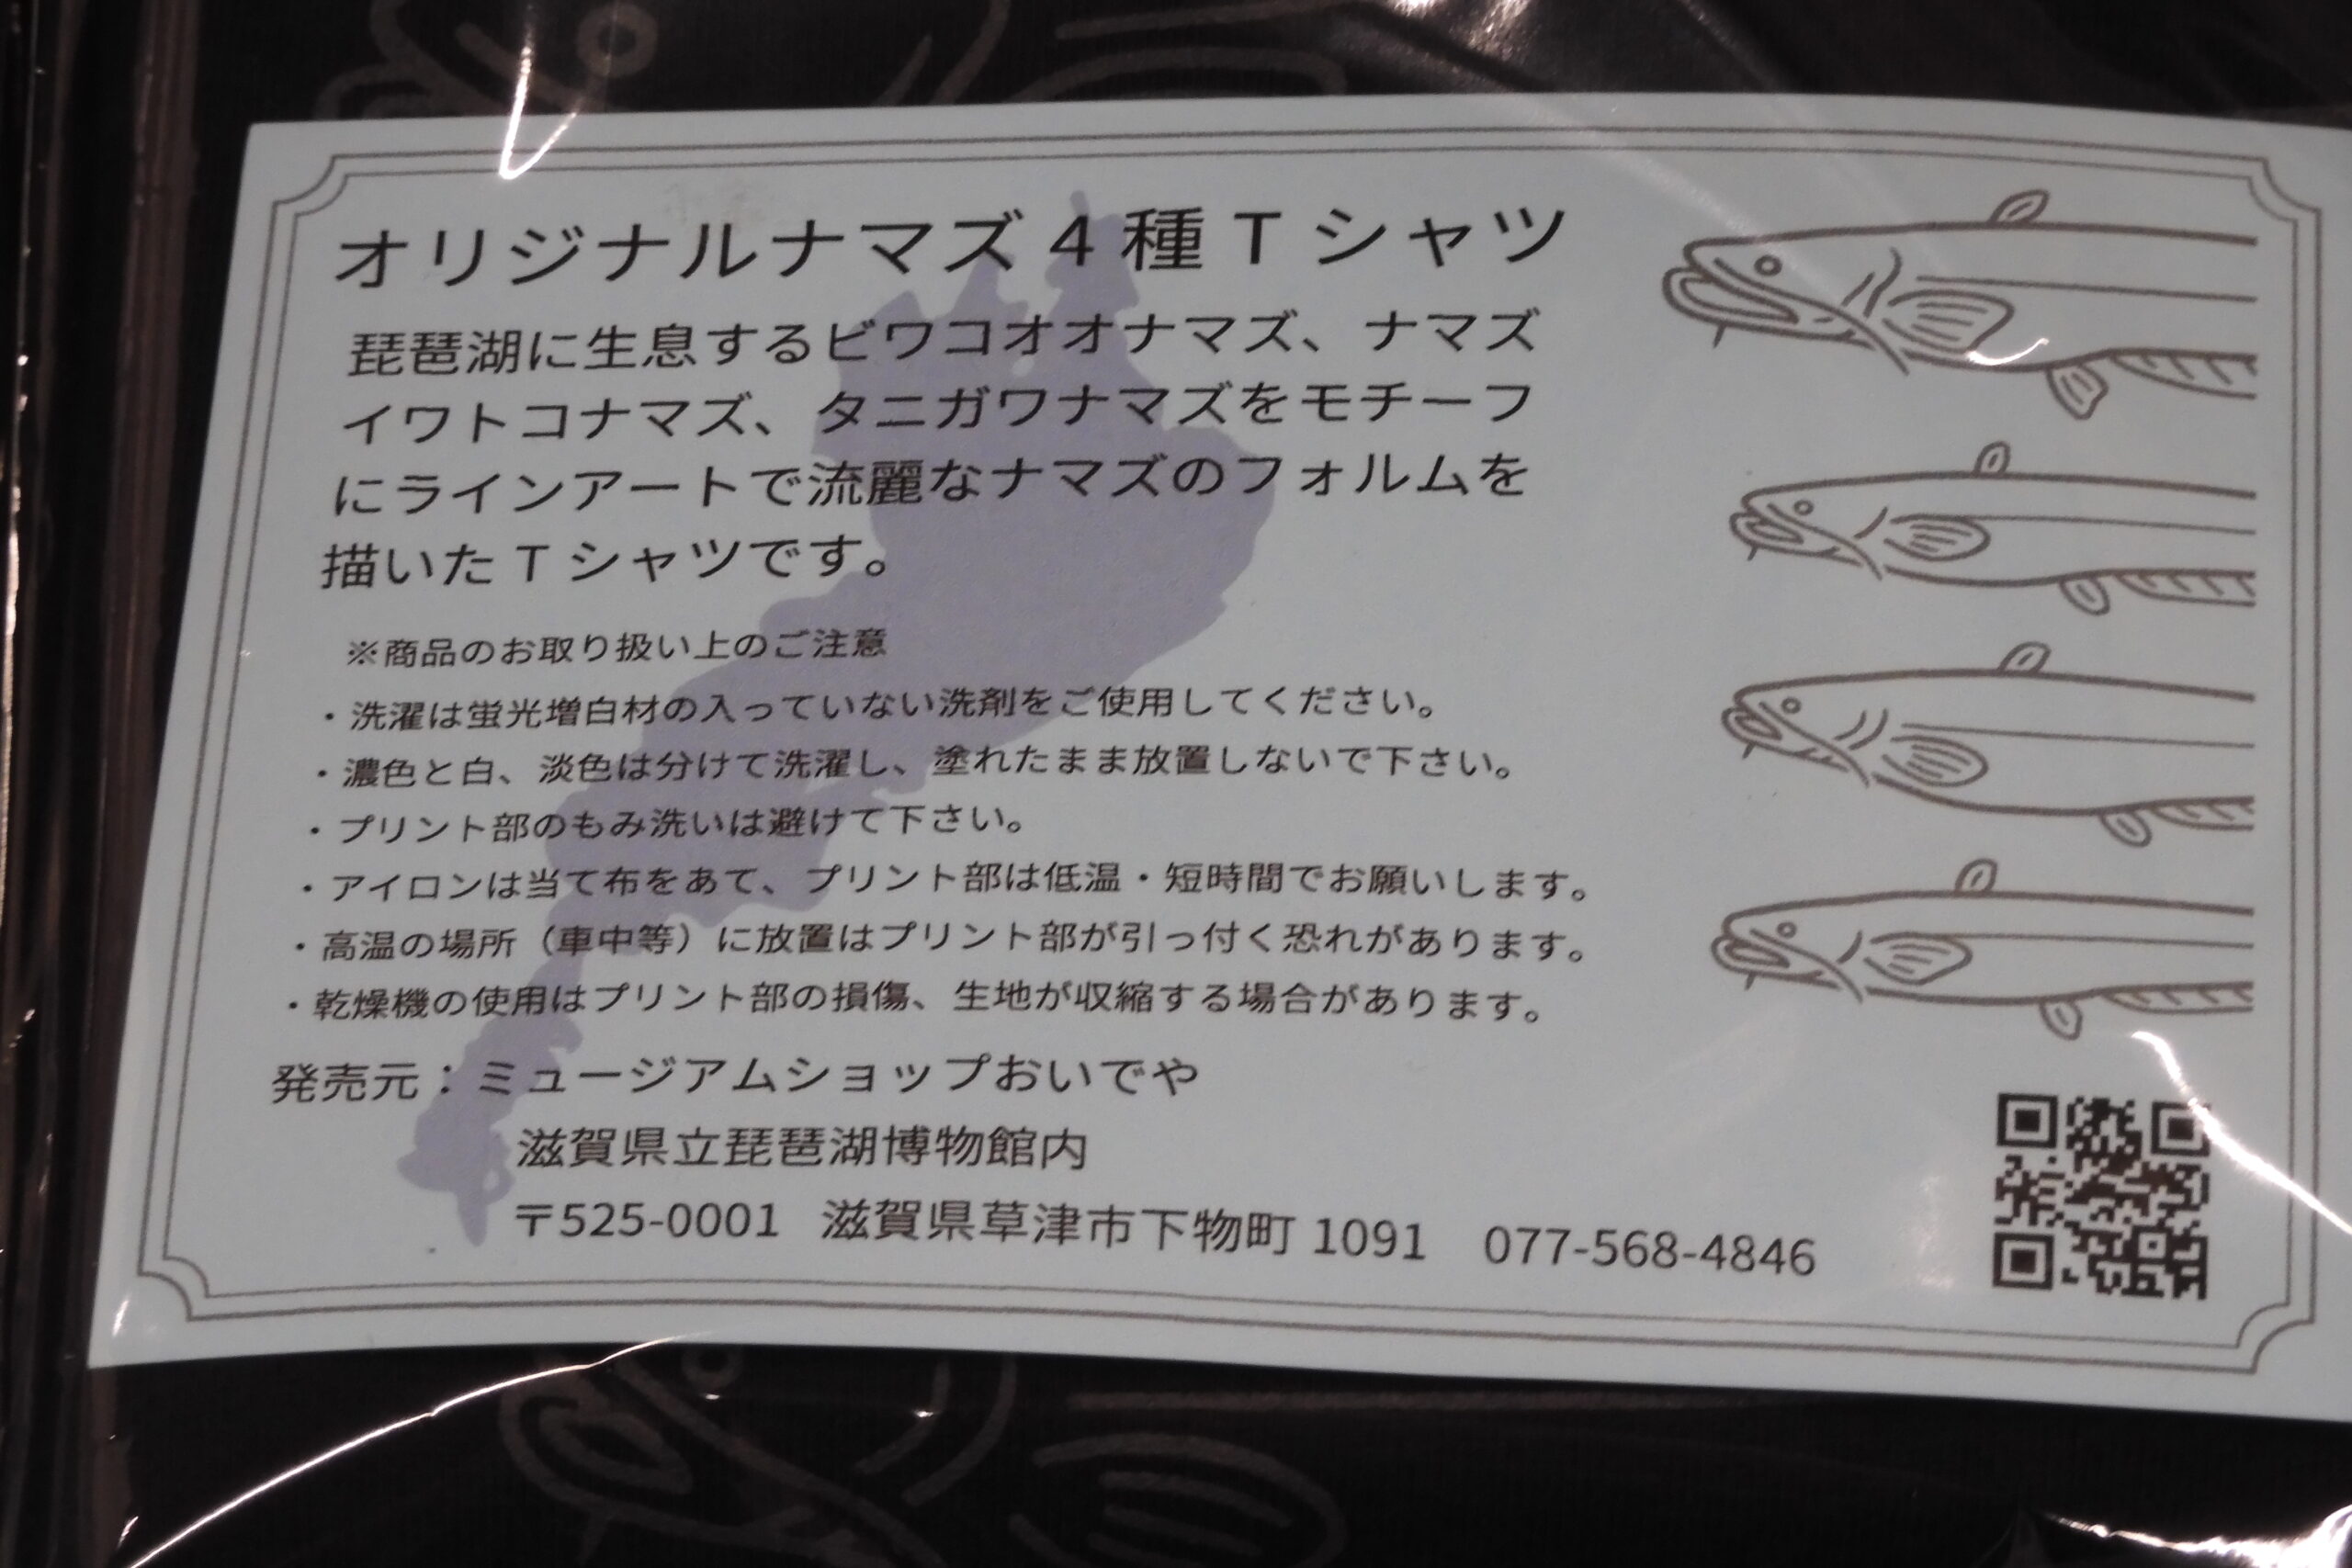 オリジナルナマズ4種Tシャツ
琵琶湖に生息するビワコオオナマズ、ナマズ
イワトコナマズ、タニガワナマズをモチーフ
にラインアートで流麗なナマズのフォルムを
描いたTシャツです。
※商品のお取り扱い上のご注意
・洗濯は蛍光増白材の入っていない洗剤をご使用してください。
・濃色と白、淡色は分けて洗濯し、塗れたまま放置しないで下さい。
・プリント部のもみ洗いは避けて下さい。
・アイロンは当て布をあて、プリント部は低温・短時間でお願いします。
・高温の場所（車中等）に放置はプリント部が引っ付く恐れがあります。
・乾燥機の使用はプリント部の損傷、生地が収縮する場合があります。
発売元：ミュージアムショップおいでや
滋賀県立琵琶湖博物館内
〒525-0001 滋賀県草津市下物町 1091 077-568-4846